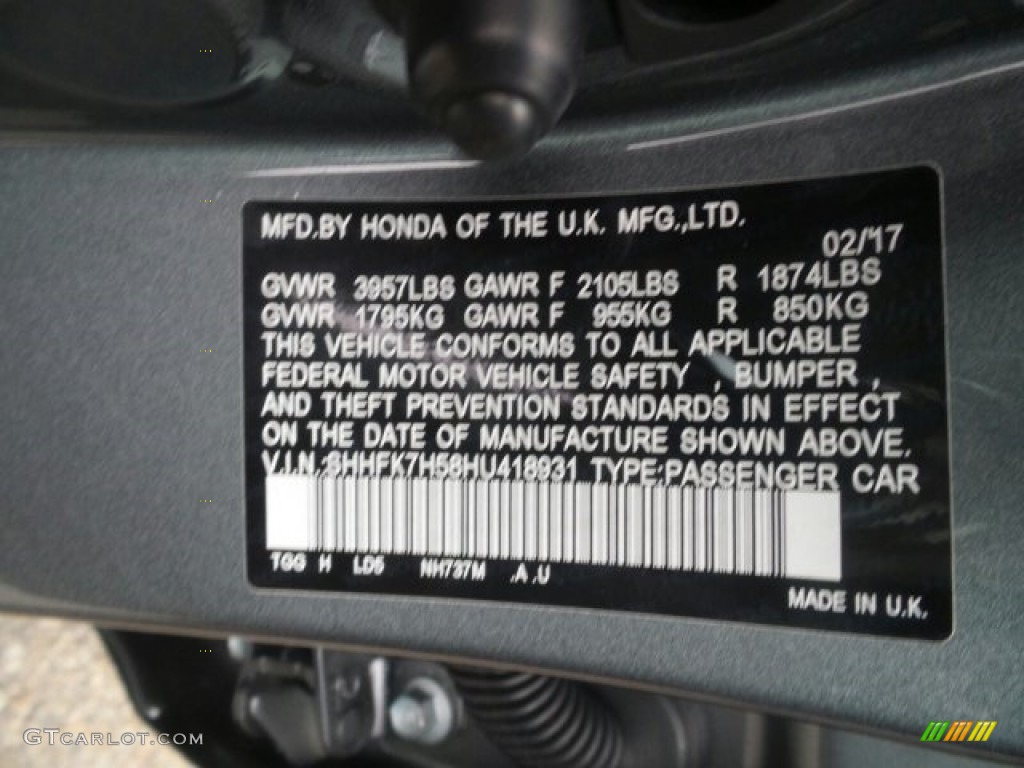 MFD.BY HONDA OF THE U.K. MFG.,LTD.
02/'17
GVWR 3957LBS GAWR F 2105LBS R 1874LBS
GVWR 1795KG GAWR F 955KG R 850KG
THIS VEHICLE CONFORMS TO ALL APPLICABLE
FEDERAL MOTOR VEHICLE SAFETY , BUMPER ,
AND THEFT PREVENTION STANDARDS IN EFFECT
ON THE DATE OF MANUFACTURE SHOWN ABOVE.
V.I.N.:SHHFK7H58HU418931 TYPE:PASSENGER CAR
TGG H LD5 NH737M .A .U
MADE IN U.K.
GTCARLOT.COM